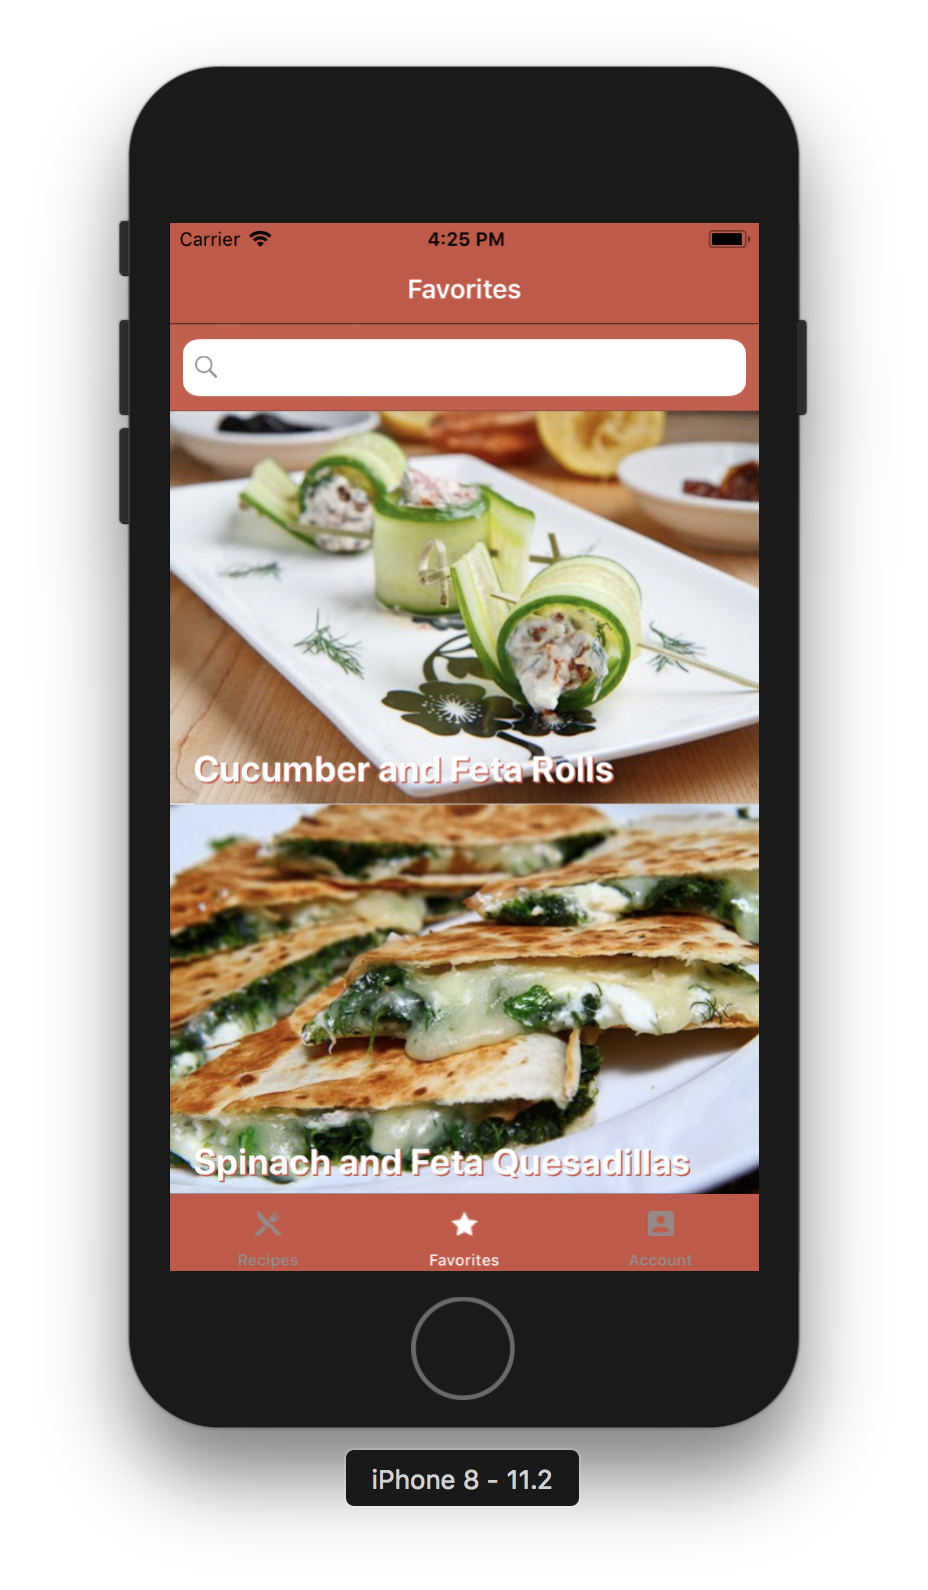 Carrier 4:25 PM
Favorites
Cucumber and Feta Rolls
Spinach and Feta Quesadillas
Recipes Favorites Account
iPhone 8 - 11.2